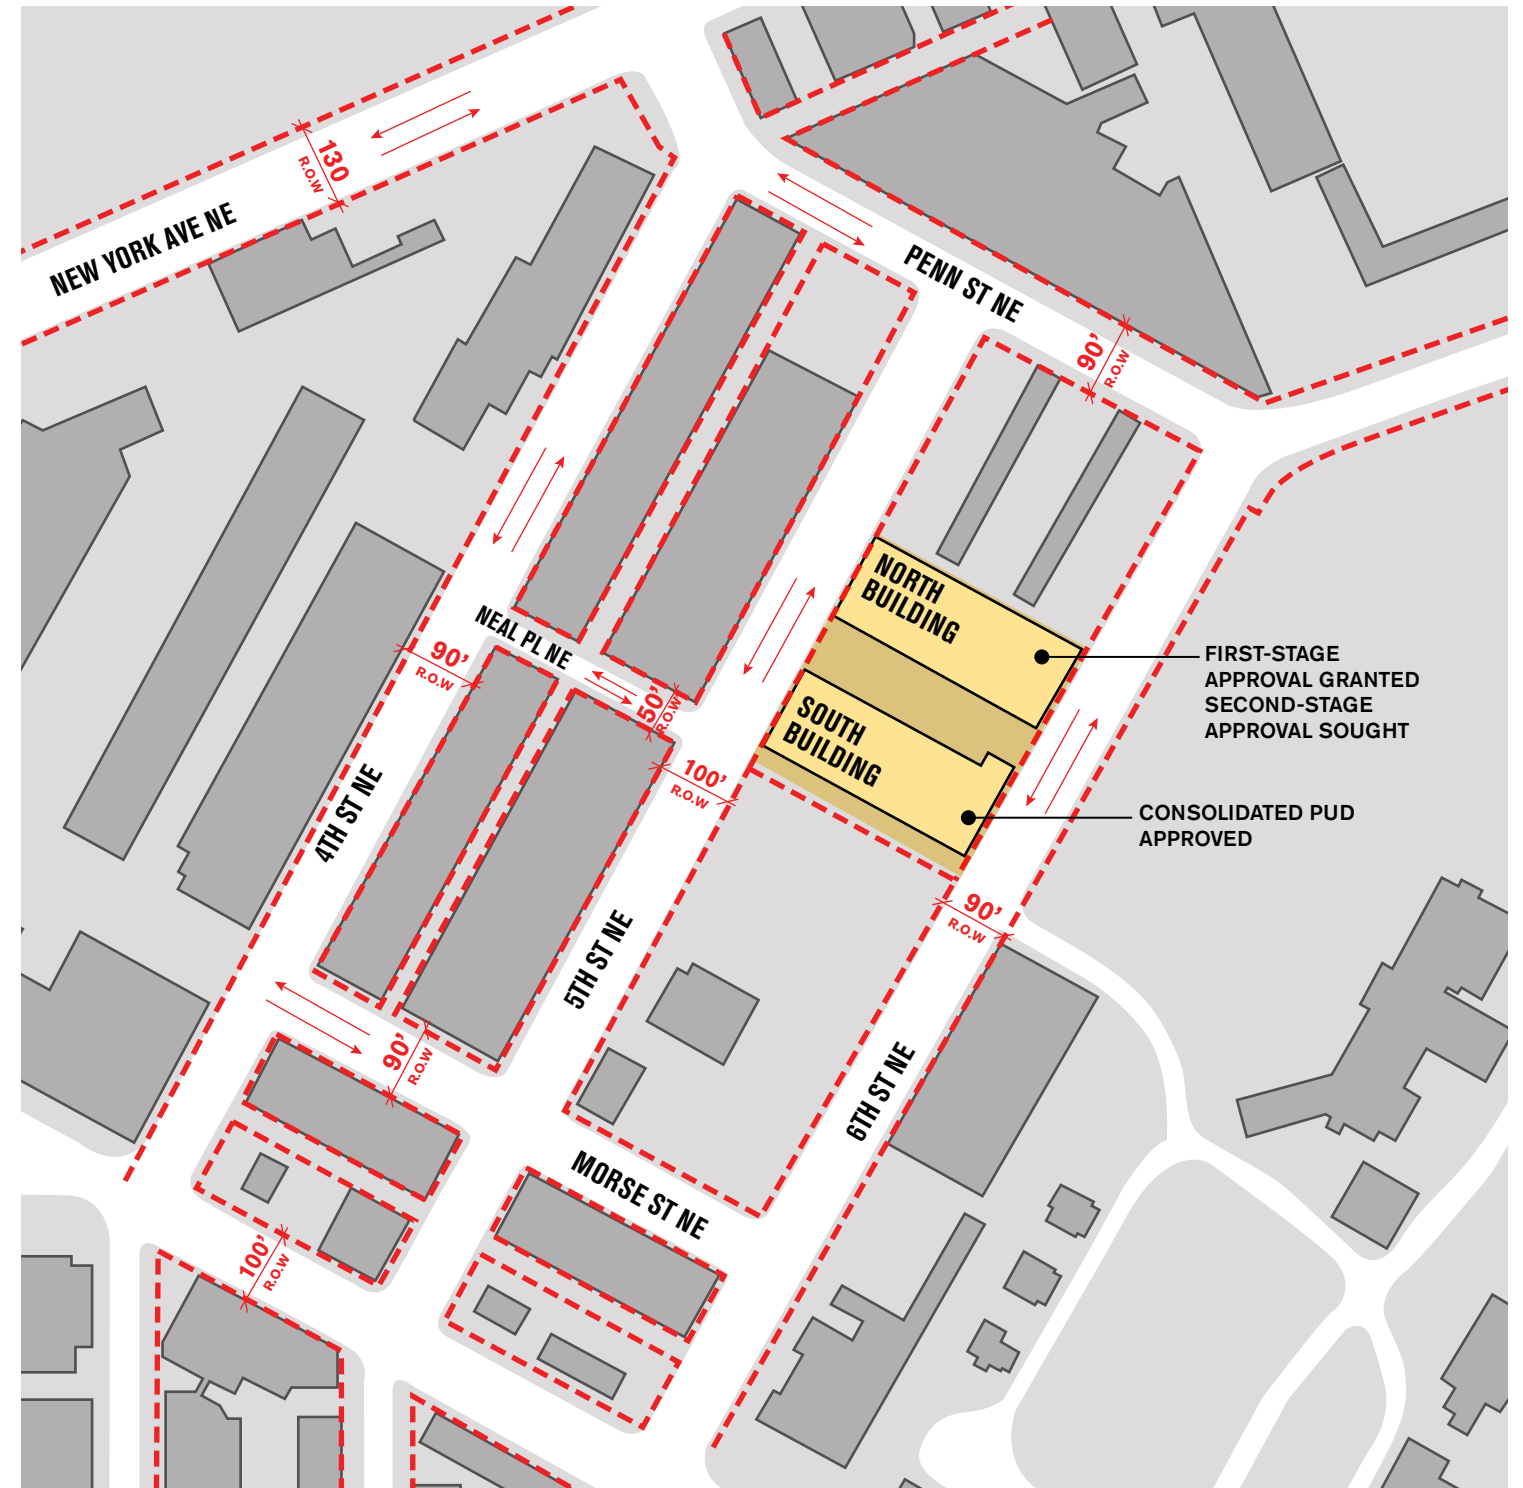 130
R.O.W
NEW YORK AVE NE
PENN ST NE
90’
R.O.W
NORTH
BUILDING
NEAL PL NE
90’
R.O.W
50’
R.O.W
FIRST-STAGE
APPROVAL GRANTED
SECOND-STAGE
APPROVAL SOUGHT
SOUTH
BUILDING
100’
R.O.W
4TH ST NE
CONSOLIDATED PUD
APPROVED
90’
R.O.W
5TH ST NE
90’
R.O.W
6TH ST NE
MORSE ST NE
100’
R.O.W